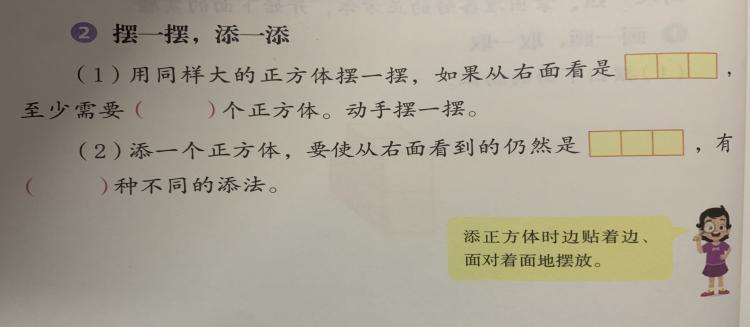 2 摆一摆，添一添
（1）用同样大的正方体摆一摆，如果从右面看是
，
至少需要（　　）个正方体。动手摆一摆。
（2）添一个正方体，要使从右面看到的仍然是
，有
（　　）种不同的添法。
添正方体时边贴着边、
面对着面地摆放。